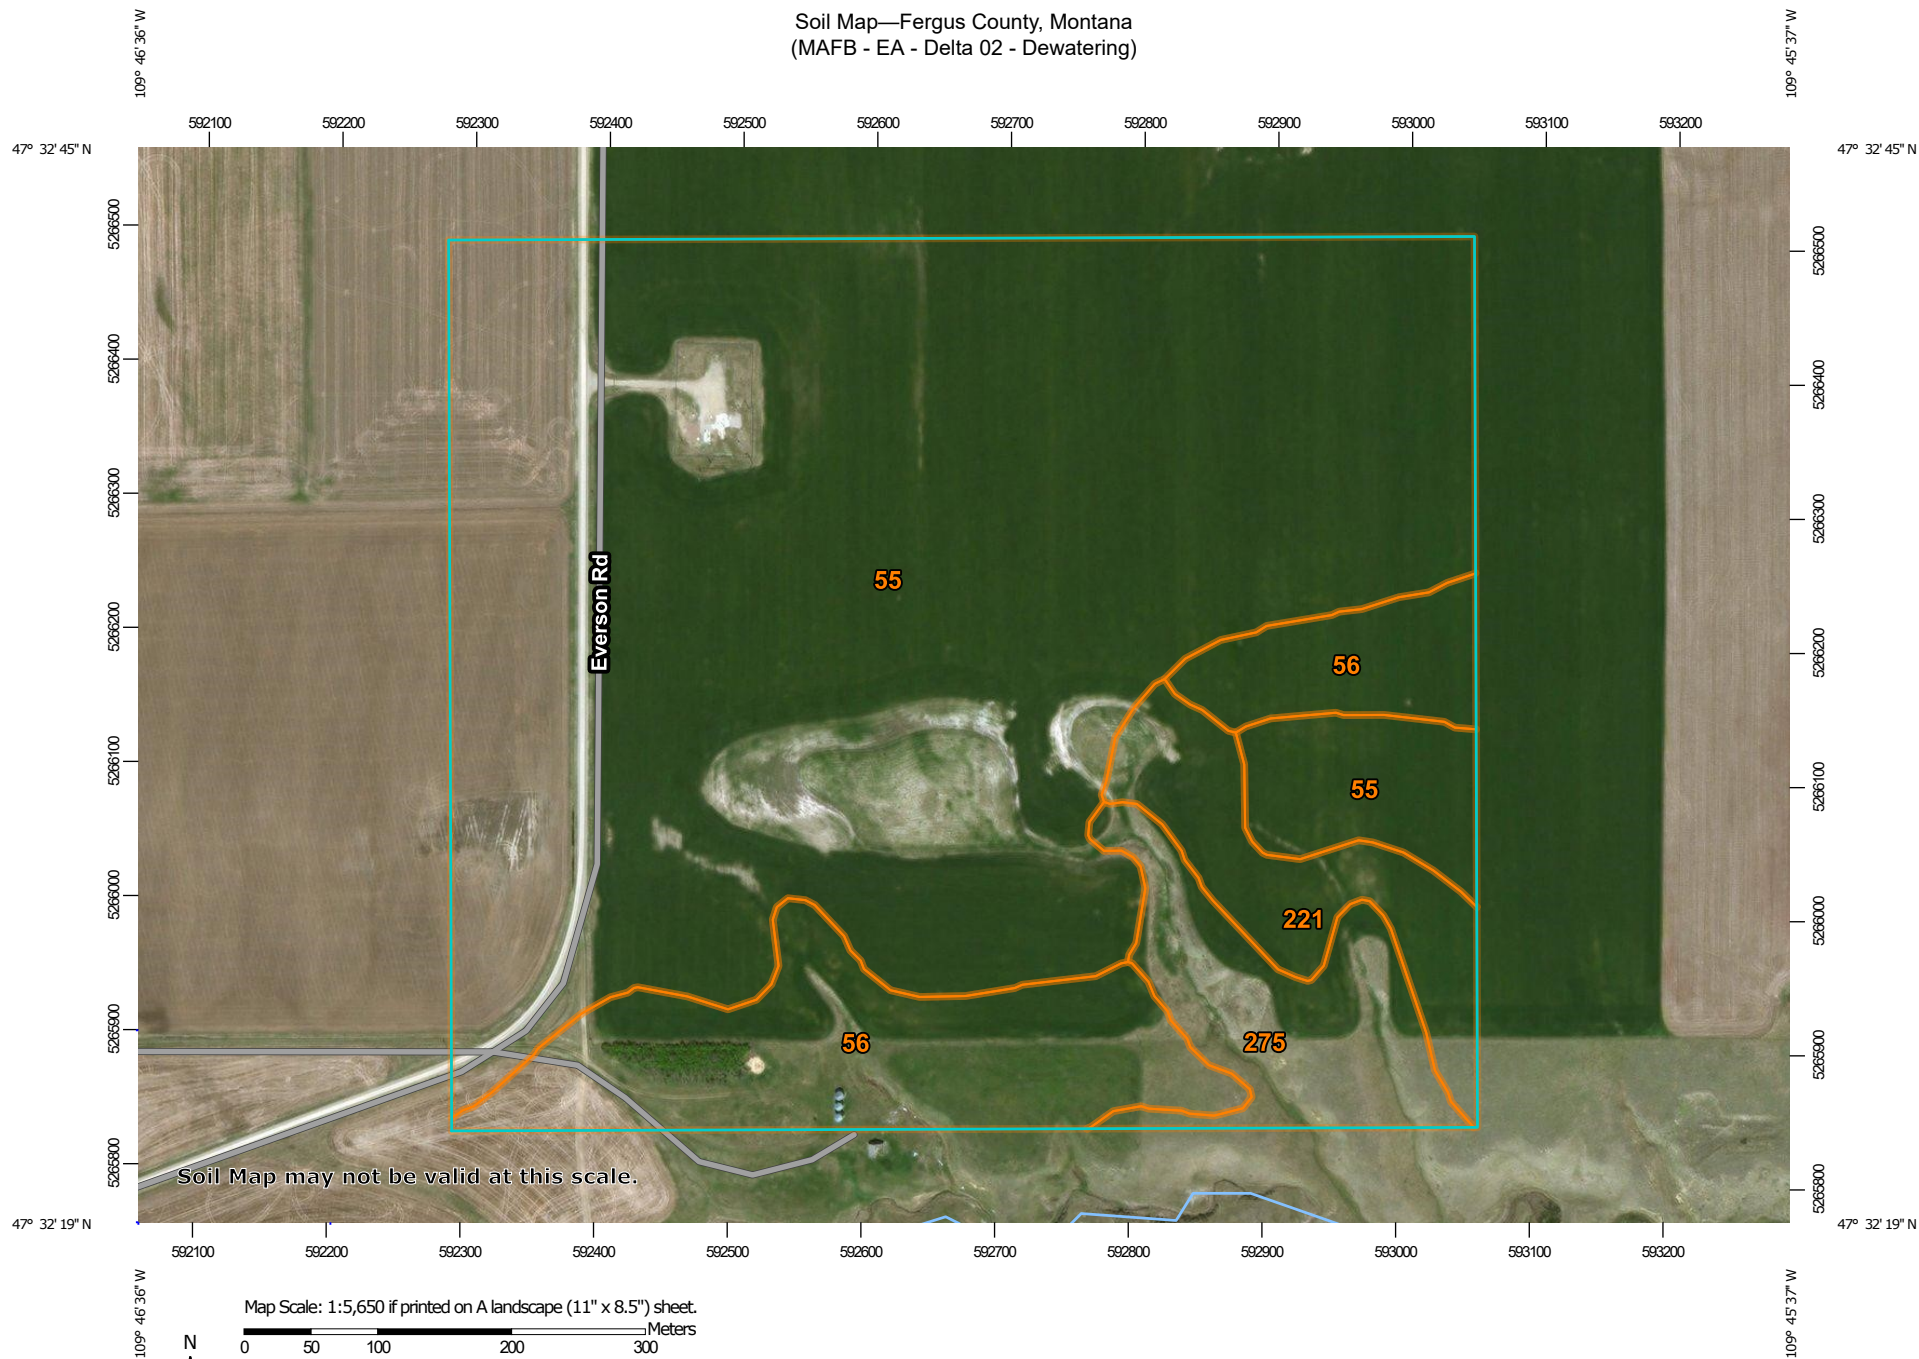 Soil Map—Fergus County, Montana
(MAFB - EA - Delta 02 - Dewatering)
109° 46' 36" W
109° 45' 37" W
592100 592200 592300 592400 592500 592600 592700 592800 592900 593000 593100 593200
47° 32' 45" N
47° 32' 45" N
5266500
5266500
5266400
5266400
5266300
5266300
Everson Rd
55
5266200
5266200
56
5266100
5266100
55
5266000
5266000
221
5265900
5265900
56
275
5265800
5265800
Soil Map may not be valid at this scale.
47° 32' 19" N
47° 32' 19" N
592100 592200 592300 592400 592500 592600 592700 592800 592900 593000 593100 593200
109° 46' 36" W
109° 45' 37" W
Map Scale: 1:5,650 if printed on A landscape (11" x 8.5") sheet.
Meters
N
0 50 100 200 300